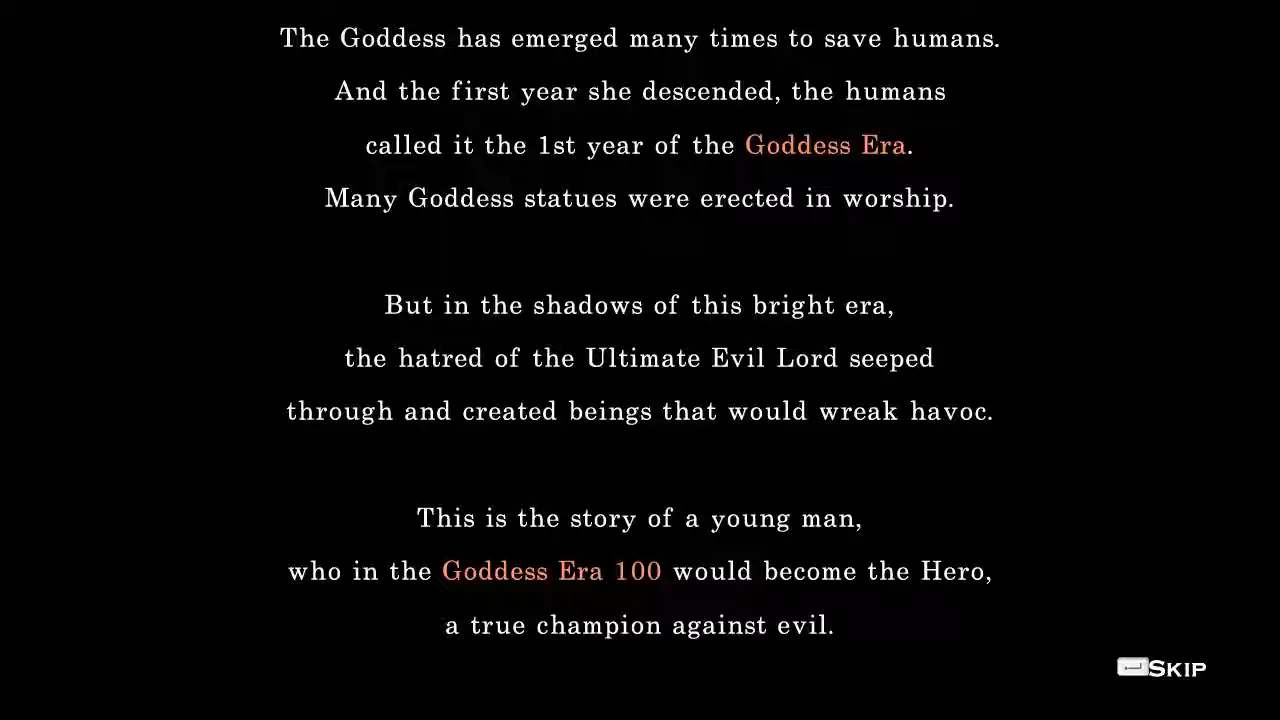 The Goddess has emerged many times to save humans.
And the first year she descended, the humans
called it the 1st year of the Goddess Era.
Many Goddess statues were erected in worship.
But in the shadows of this bright era,
the hatred of the Ultimate Evil Lord seeped
through and created beings that would wreak havoc.
This is the story of a young man,
who in the Goddess Era 100 would become the Hero,
a true champion against evil.
SKIP